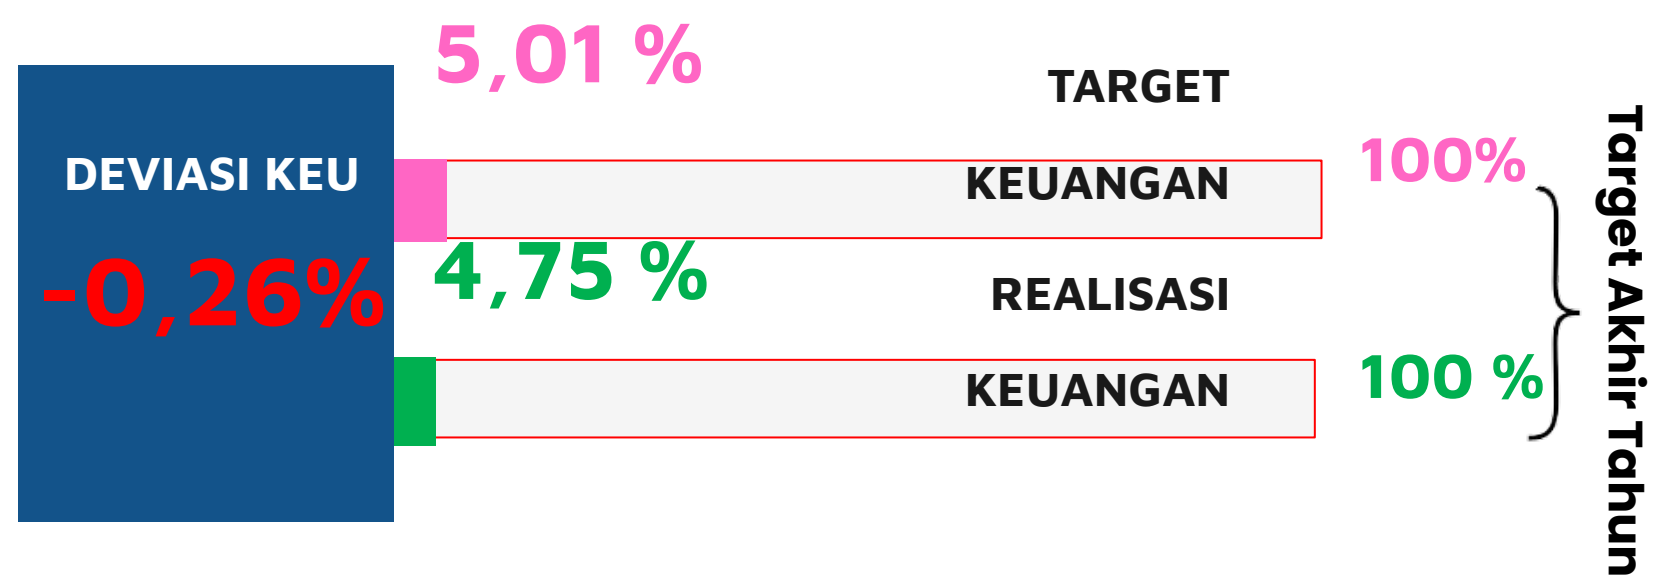 DEVIASI KEU
-0,26%
5,01 %
TARGET
KEUANGAN
100%
4,75 %
REALISASI
KEUANGAN
100 %
Target Akhir Tahun